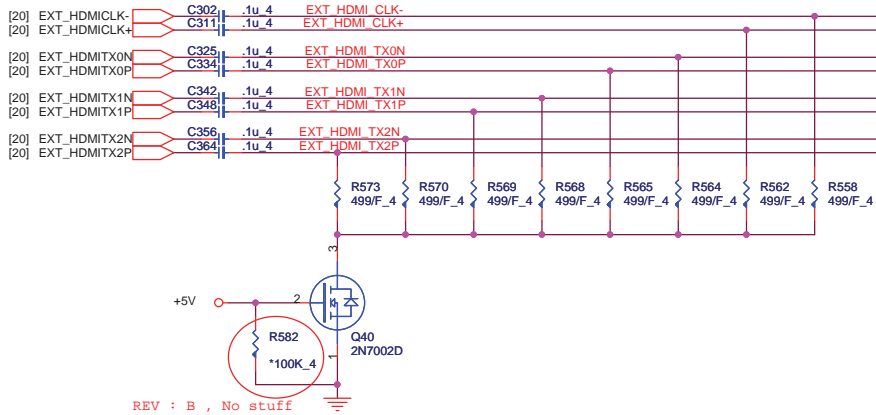 [20] EXT_HDMICLK- C302 .1u_4 EXT_HDMI_CLK-
[20] EXT_HDMICLK+ C311 .1u_4 EXT_HDMI_CLK+
[20] EXT_HDMITX0N C325 .1u_4 EXT_HDMI_TX0N
[20] EXT_HDMITX0P C334 .1u_4 EXT_HDMI_TX0P
[20] EXT_HDMITX1N C342 .1u_4 EXT_HDMI_TX1N
[20] EXT_HDMITX1P C348 .1u_4 EXT_HDMI_TX1P
[20] EXT_HDMITX2N C356 .1u_4 EXT_HDMI_TX2N
[20] EXT_HDMITX2P C364 .1u_4 EXT_HDMI_TX2P
R573 R570 R569 R568 R565 R564 R562 R558
499/F_4 499/F_4 499/F_4 499/F_4 499/F_4 499/F_4 499/F_4 499/F_4
3
+5V 2
R582 Q40
*100K_4 1 2N7002D
REV : B , No stuff